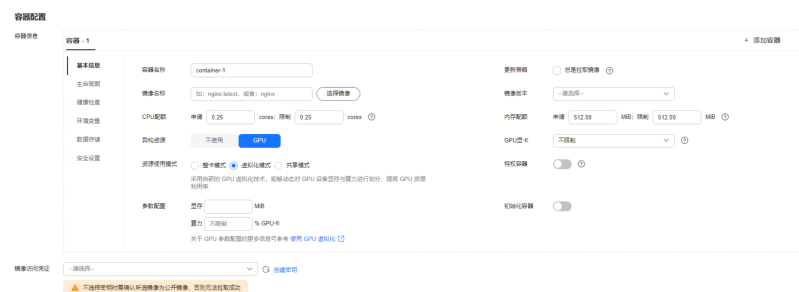 容器配置
容器信息
容器 - 1
+ 添加容器
基本信息
生命周期
健康检查
环境变量
数据存储
安全设置
容器名称 container-1
更新策略 总是拉取镜像
镜像名称 如：nginx:latest、或者：nginx 选择镜像
镜像版本 --请选择--
CPU配额 申请 0.25 cores；限制 0.25 cores
内存配额 申请 512.00 MiB；限制 512.00 MiB
异构资源 不使用 GPU
GPU显卡 不限制
资源使用模式 整卡模式 虚拟化模式 共享模式
特权容器
采用自研的 GPU 虚拟化技术，能够动态对 GPU 设备显存与算力进行划分，提高 GPU 资源
利用率
参数配置 显存 MiB
初始化容器
算力 不限制 % GPU卡
关于 GPU 参数配置的更多信息可参考 使用 GPU 虚拟化
镜像访问凭证 --请选择-- 创建密钥
不选择密钥时需确认所选镜像为公开镜像，否则无法拉取成功